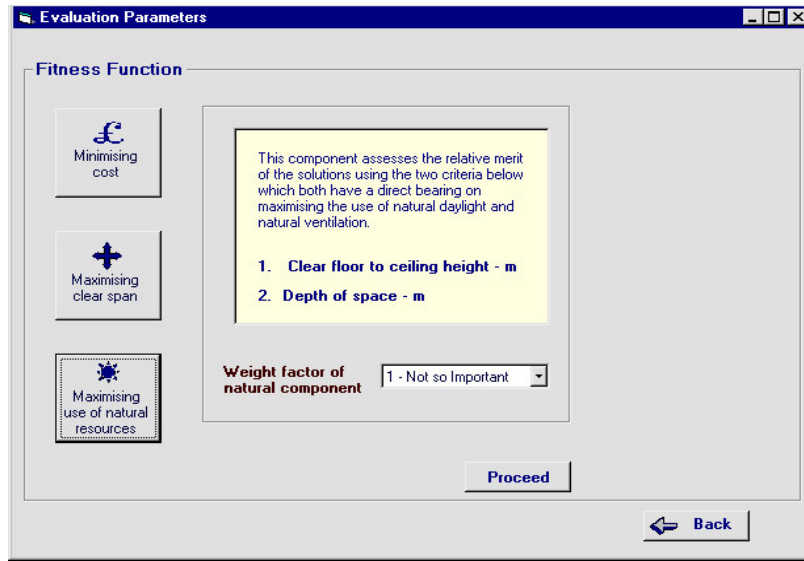 Evaluation Parameters
Fitness Function
£
Minimising
cost
Maximising
clear span
Maximising
use of natural
resources
This component assesses the relative merit
of the solutions using the two criteria below
which both have a direct bearing on
maximising the use of natural daylight and
natural ventilation.
1. Clear floor to ceiling height - m
2. Depth of space - m
Weight factor of
natural component
1 - Not so Important
Proceed
Back